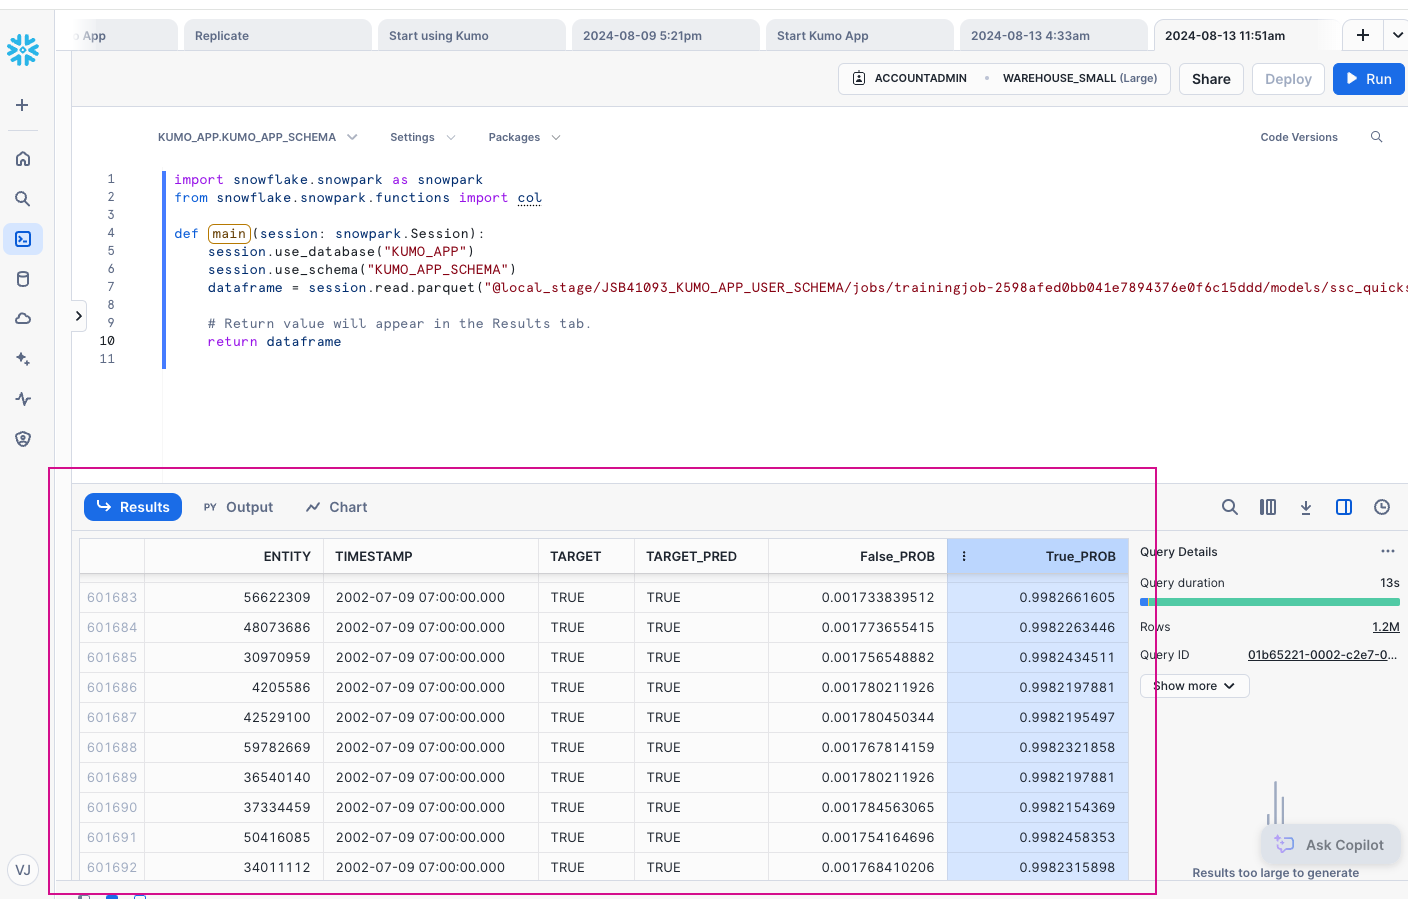 o App
Replicate
Start using Kumo
2024-08-09 5:21pm
Start Kumo App
2024-08-13 4:33am
2024-08-13 11:51am
ACCOUNTADMIN • WAREHOUSE_SMALL (Large)
Share
Deploy
Run
KUMO_APP.KUMO_APP_SCHEMA
Settings
Packages
Code Versions
1 import snowflake.snowpark as snowpark
2 from snowflake.snowpark.functions import col
3
4 def main(session: snowpark.Session):
5 session.use_database("KUMO_APP")
6 session.use_schema("KUMO_APP_SCHEMA")
7 dataframe = session.read.parquet("@local_stage/JSB41093_KUMO_APP_USER_SCHEMA/jobs/trainingjob-2598afed0bb041e7894376e0f6c15ddd/models/ssc_quicks
8
9 # Return value will appear in the Results tab.
10 return dataframe
11
Results
PY Output
Chart
ENTITY TIMESTAMP TARGET TARGET_PRED False_PROB True_PROB
601683 56622309 2002-07-09 07:00:00.000 TRUE TRUE 0.001733839512 0.9982661605
601684 48073686 2002-07-09 07:00:00.000 TRUE TRUE 0.001773655415 0.9982263446
601685 30970959 2002-07-09 07:00:00.000 TRUE TRUE 0.001756548882 0.9982434511
601686 4205586 2002-07-09 07:00:00.000 TRUE TRUE 0.001780211926 0.9982197881
601687 42529100 2002-07-09 07:00:00.000 TRUE TRUE 0.001780450344 0.9982195497
601688 59782669 2002-07-09 07:00:00.000 TRUE TRUE 0.001767814159 0.9982321858
601689 36540140 2002-07-09 07:00:00.000 TRUE TRUE 0.001780211926 0.9982197881
601690 37334459 2002-07-09 07:00:00.000 TRUE TRUE 0.001784563065 0.9982154369
601691 50416085 2002-07-09 07:00:00.000 TRUE TRUE 0.001754164696 0.9982458353
601692 34011112 2002-07-09 07:00:00.000 TRUE TRUE 0.001768410206 0.9982315898
Query Details
Query duration 13s
Rows 1.2M
Query ID 01b65221-0002-c2e7-0...
Show more
Ask Copilot
Results too large to generate
VJ